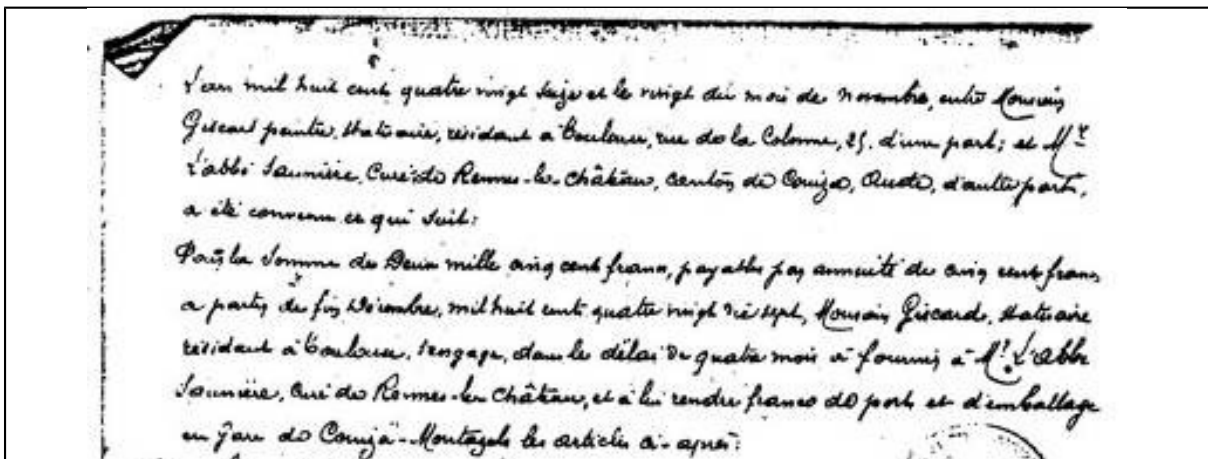 L'an mil huit cent quatre vingt seize et le vingt du mois de novembre, entre Monsieur
Giscard peintre, statuaire, résidant à Toulouse, rue de la Colonne, 25, d'une part; et Mr
L'abbé Saunière, Curé de Rennes-le-Château, canton de Couiza, Aude, d'autre part,
a été convenu ce qui suit:
Pour la Somme de Deux mille cinq cent francs, payables par annuité de cinq cent francs
a partir de fin Décembre, mil huit cent quatre vingt dix sept, Monsieur Giscard, statuaire
résidant à Toulouse, s'engage, dans le délai de quatre mois à fournir à Mr L'abbé
Saunière, Curé de Rennes-le-Château, et à lui rendre franco de port et d'emballage
en gare de Couiza-Montazels les articles ci-après: